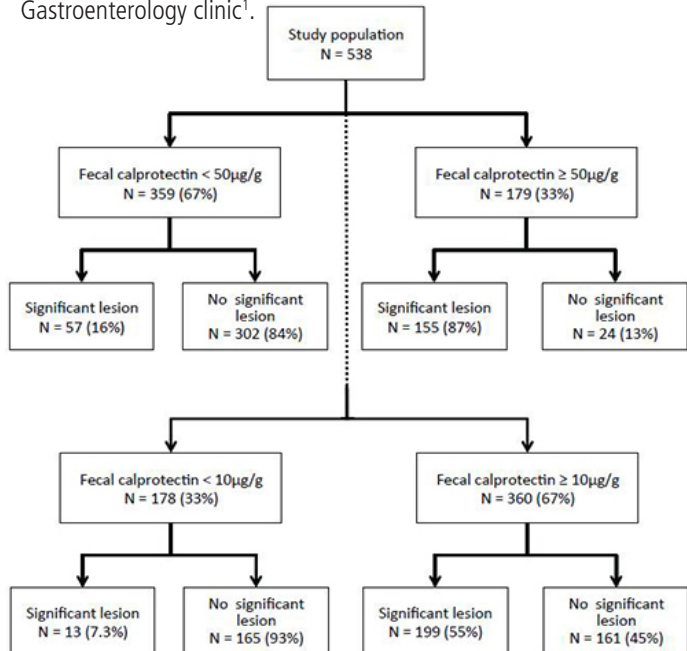 Gastroenterology clinic¹.
Study population
N = 538
Fecal calprotectin < 50µg/g
N = 359 (67%)
Fecal calprotectin ≥ 50µg/g
N = 179 (33%)
Significant lesion
N = 57 (16%)
No significant
lesion
N = 302 (84%)
Significant lesion
N = 155 (87%)
No significant
lesion
N = 24 (13%)
Fecal calprotectin < 10µg/g
N = 178 (33%)
Fecal calprotectin ≥ 10µg/g
N = 360 (67%)
Significant lesion
N = 13 (7.3%)
No significant
lesion
N = 165 (93%)
Significant lesion
N = 199 (55%)
No significant
lesion
N = 161 (45%)